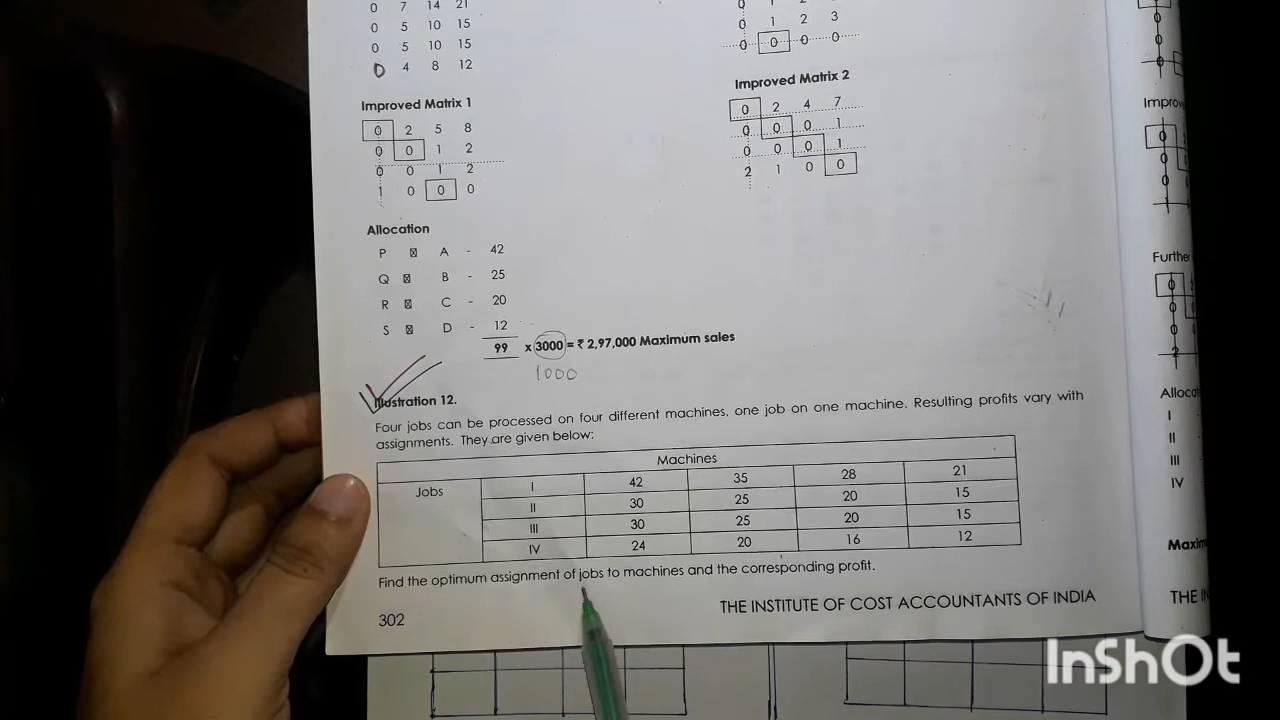 0 7 14 21
0 5 10 15
0 5 10 15
0 4 8 12
0 1 2 3
0 0 0 0
Improved Matrix 1
0 2 5 8
0 0 1 2
0 0 1 2
1 0 0 0
Improved Matrix 2
0 2 4 7
0 0 0 1
0 0 0 1
2 1 0 0
Allocation
P ☒ A - 42
Q ☒ B - 25
R ☒ C - 20
S ☒ D - 12
99 x 3000 = ₹ 2,97,000 Maximum sales
1000
Illustration 12.
Four jobs can be processed on four different machines, one job on one machine. Resulting profits vary with
assignments. They are given below:
Machines
Jobs I 42 35 28 21
II 30 25 20 15
III 30 25 20 15
IV 24 20 16 12
Find the optimum assignment of jobs to machines and the corresponding profit.
302
THE INSTITUTE OF COST ACCOUNTANTS OF INDIA
I
II
III
IV
InShOt